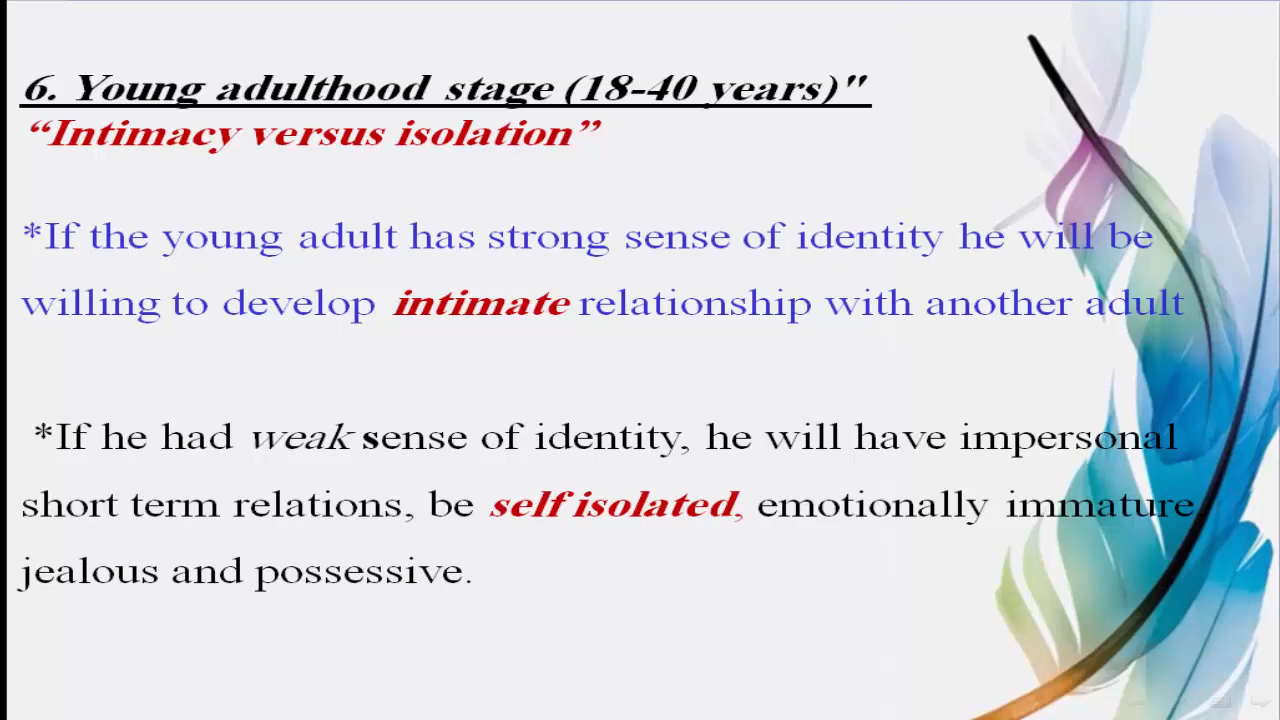 6. Young adulthood stage (18-40 years)"
“Intimacy versus isolation”
*If the young adult has strong sense of identity he will be
willing to develop intimate relationship with another adult
*If he had weak sense of identity, he will have impersonal
short term relations, be self isolated, emotionally immature,
jealous and possessive.